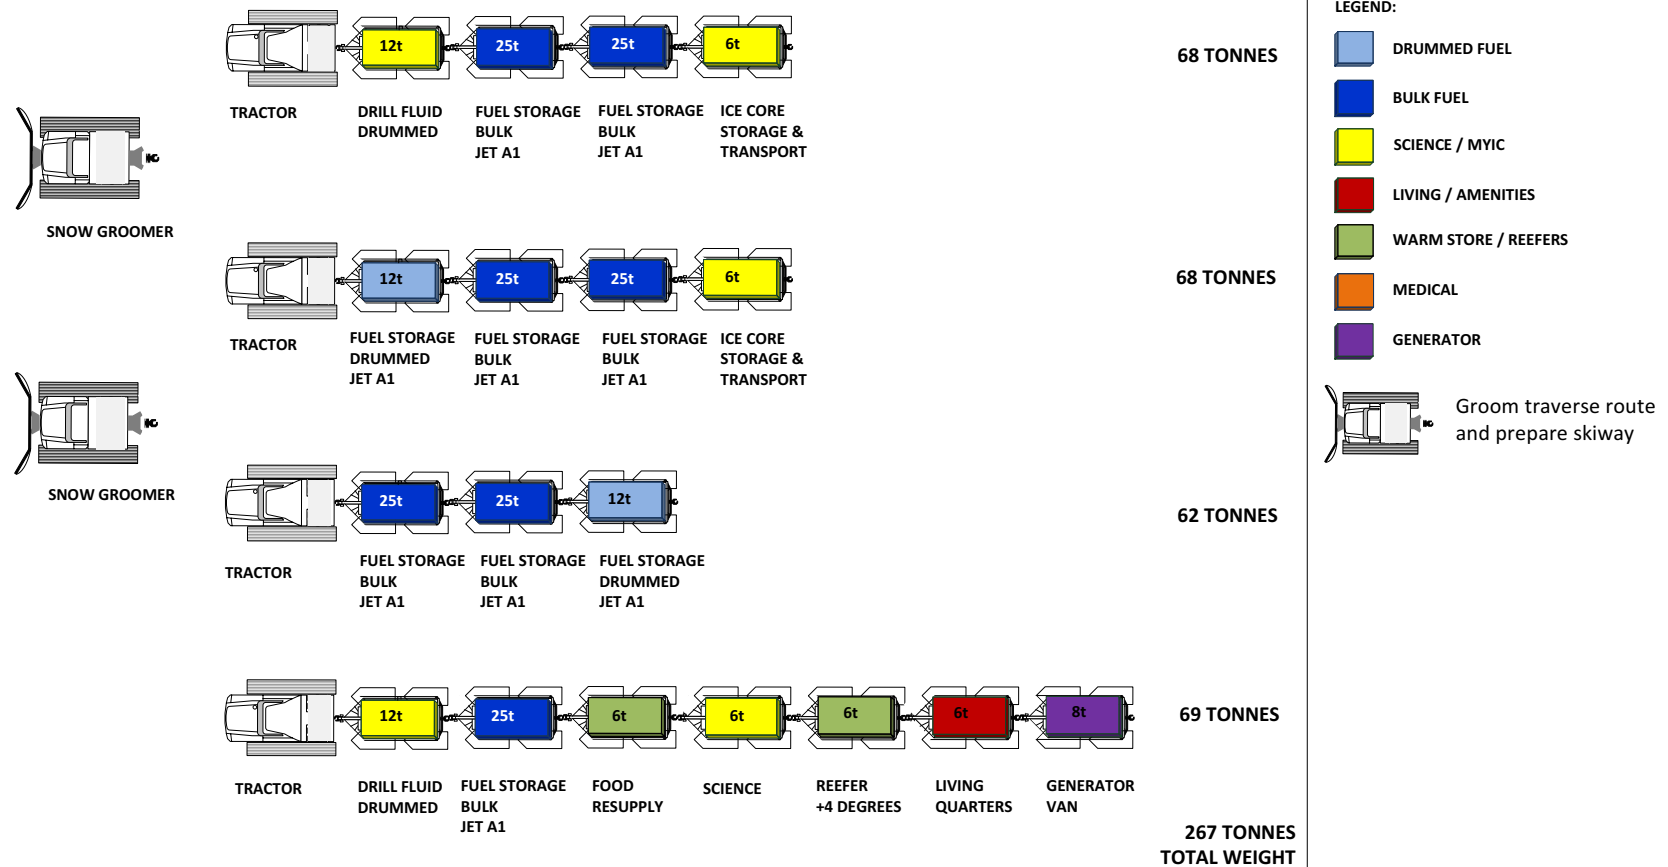 12t
25t
25t
6t
68 TONNES
TRACTOR
DRILL FLUID
DRUMMED
FUEL STORAGE
BULK
JET A1
FUEL STORAGE
BULK
JET A1
ICE CORE
STORAGE &
TRANSPORT
SNOW GROOMER
12t
25t
25t
6t
68 TONNES
TRACTOR
FUEL STORAGE
DRUMMED
JET A1
FUEL STORAGE
BULK
JET A1
FUEL STORAGE
BULK
JET A1
ICE CORE
STORAGE &
TRANSPORT
SNOW GROOMER
25t
25t
12t
62 TONNES
TRACTOR
FUEL STORAGE
BULK
JET A1
FUEL STORAGE
BULK
JET A1
FUEL STORAGE
DRUMMED
JET A1
12t
25t
6t
6t
6t
6t
8t
69 TONNES
TRACTOR
DRILL FLUID
DRUMMED
FUEL STORAGE
BULK
JET A1
FOOD
RESUPPLY
SCIENCE
REEFER
+4 DEGREES
LIVING
QUARTERS
GENERATOR
VAN
267 TONNES
TOTAL WEIGHT
LEGEND:
DRUMMED FUEL
BULK FUEL
SCIENCE / MYIC
LIVING / AMENITIES
WARM STORE / REEFERS
MEDICAL
GENERATOR
Groom traverse route
and prepare skiway